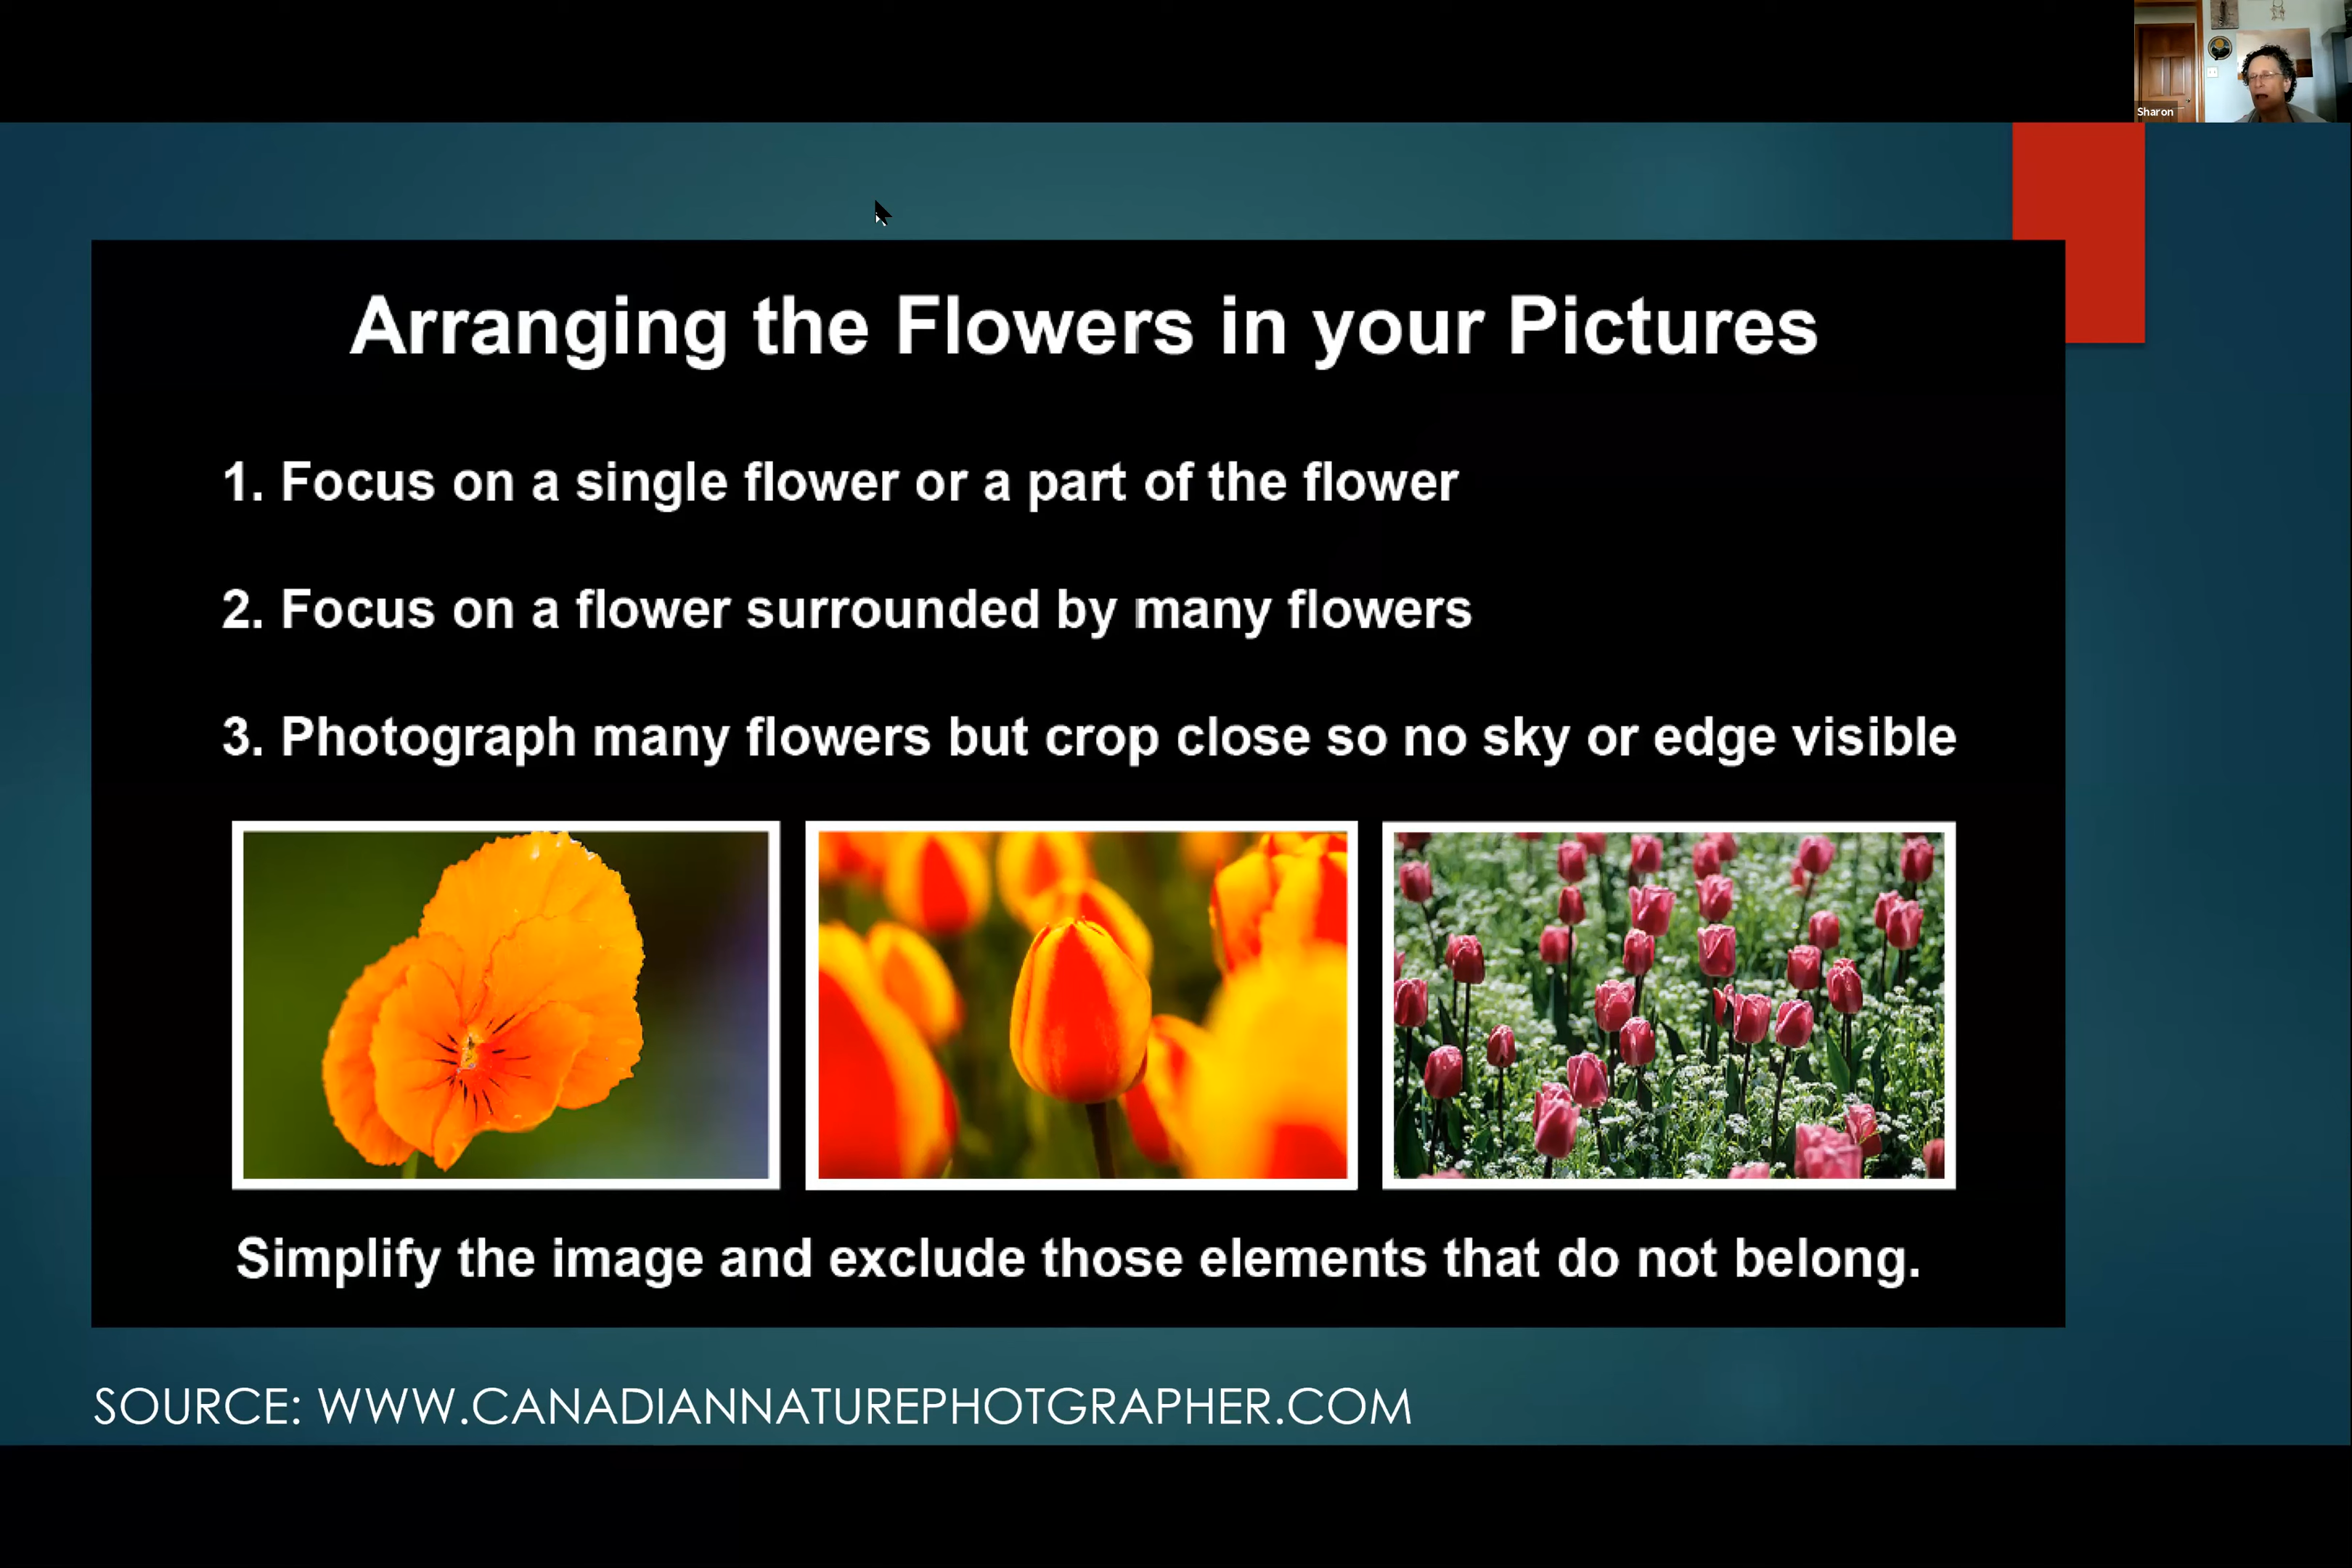 Sharon
Arranging the Flowers in your Pictures
1. Focus on a single flower or a part of the flower
2. Focus on a flower surrounded by many flowers
3. Photograph many flowers but crop close so no sky or edge visible
Simplify the image and exclude those elements that do not belong.
SOURCE: WWW.CANADIANNATUREPHOTGRAPHER.COM